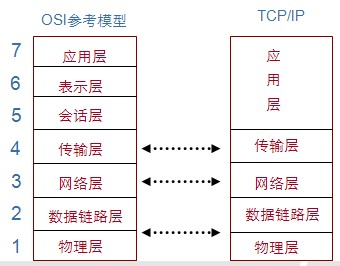 OSI参考模型 TCP/IP
7 应用层 应
6 表示层 用
5 会话层 层
4 传输层 传输层
3 网络层 网络层
2 数据链路层 数据链路层
1 物理层 物理层